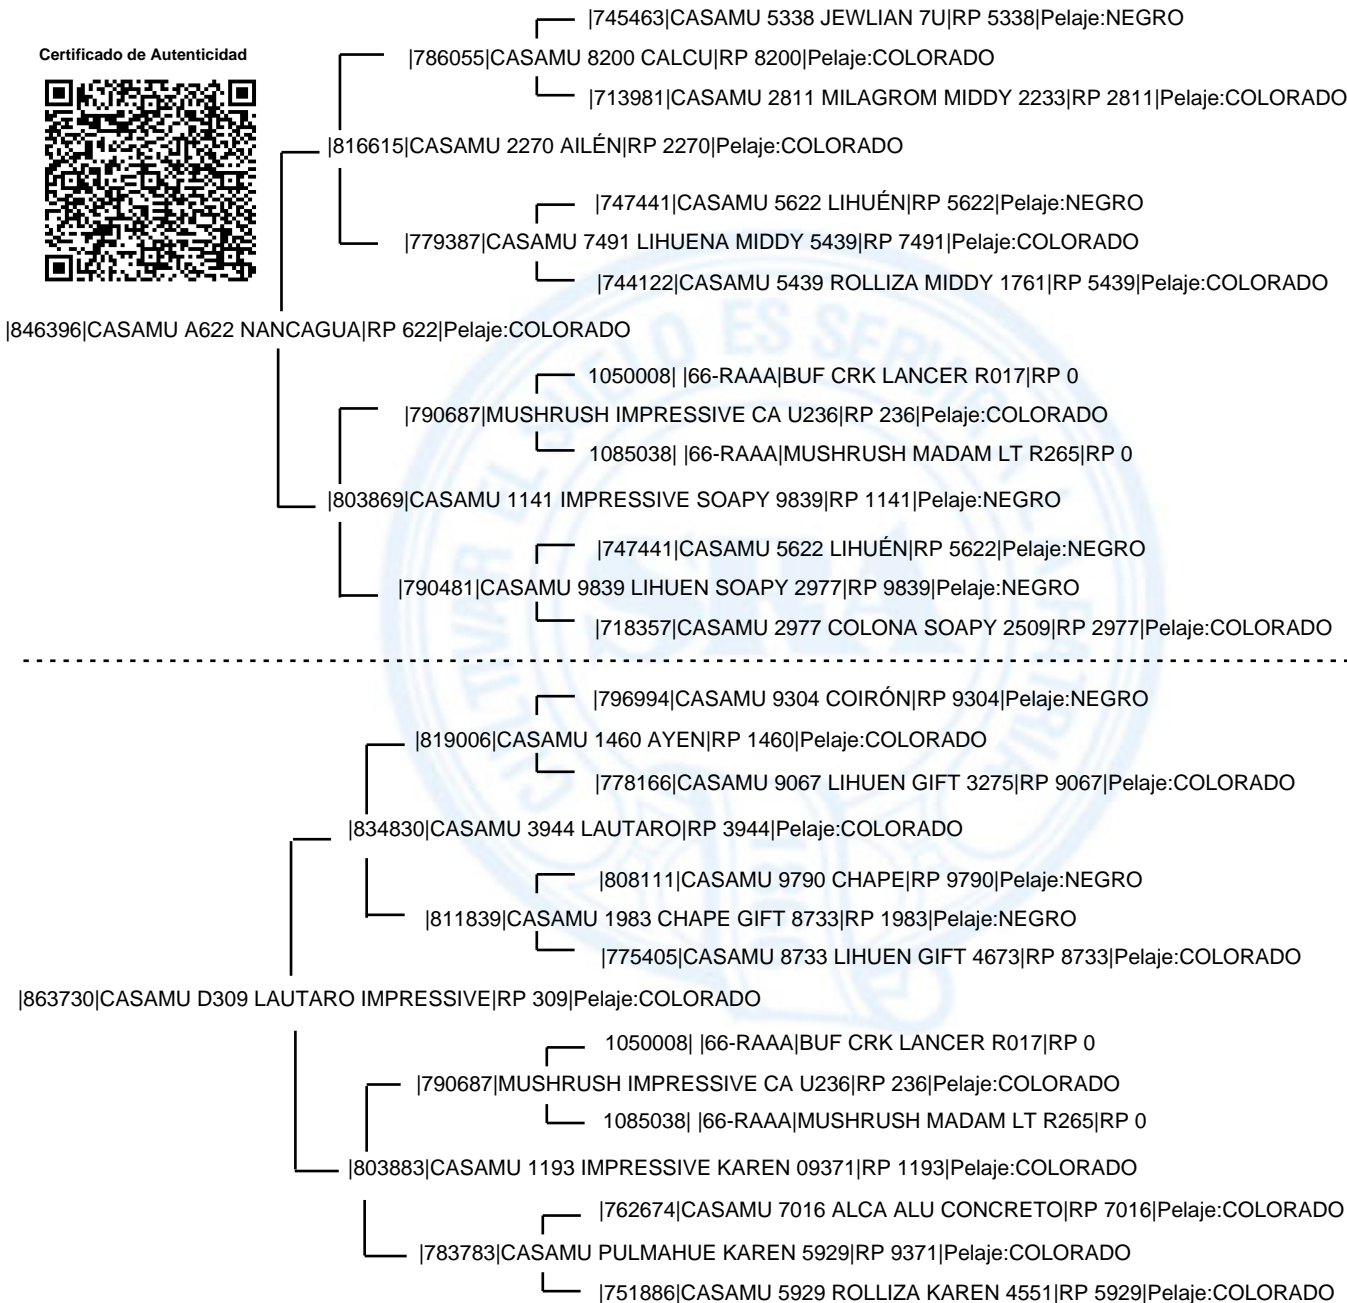 |745463|CASAMU 5338 JEWLIAN 7U|RP 5338|Pelaje:NEGRO
Certificado de Autenticidad
|786055|CASAMU 8200 CALCU|RP 8200|Pelaje:COLORADO
|713981|CASAMU 2811 MILAGROM MIDDY 2233|RP 2811|Pelaje:COLORADO
|816615|CASAMU 2270 AILÉN|RP 2270|Pelaje:COLORADO
|747441|CASAMU 5622 LIHUÉN|RP 5622|Pelaje:NEGRO
|779387|CASAMU 7491 LIHUENA MIDDY 5439|RP 7491|Pelaje:COLORADO
|744122|CASAMU 5439 ROLLIZA MIDDY 1761|RP 5439|Pelaje:COLORADO
|846396|CASAMU A622 NANCAGUA|RP 622|Pelaje:COLORADO
1050008| |66-RAAA|BUF CRK LANCER R017|RP 0
|790687|MUSHRUSH IMPRESSIVE CA U236|RP 236|Pelaje:COLORADO
1085038| |66-RAAA|MUSHRUSH MADAM LT R265|RP 0
|803869|CASAMU 1141 IMPRESSIVE SOAPY 9839|RP 1141|Pelaje:NEGRO
|747441|CASAMU 5622 LIHUÉN|RP 5622|Pelaje:NEGRO
|790481|CASAMU 9839 LIHUEN SOAPY 2977|RP 9839|Pelaje:NEGRO
|718357|CASAMU 2977 COLONA SOAPY 2509|RP 2977|Pelaje:COLORADO
|796994|CASAMU 9304 COIRÓN|RP 9304|Pelaje:NEGRO
|819006|CASAMU 1460 AYEN|RP 1460|Pelaje:COLORADO
|778166|CASAMU 9067 LIHUEN GIFT 3275|RP 9067|Pelaje:COLORADO
|834830|CASAMU 3944 LAUTARO|RP 3944|Pelaje:COLORADO
|808111|CASAMU 9790 CHAPE|RP 9790|Pelaje:NEGRO
|811839|CASAMU 1983 CHAPE GIFT 8733|RP 1983|Pelaje:NEGRO
|775405|CASAMU 8733 LIHUEN GIFT 4673|RP 8733|Pelaje:COLORADO
|863730|CASAMU D309 LAUTARO IMPRESSIVE|RP 309|Pelaje:COLORADO
1050008| |66-RAAA|BUF CRK LANCER R017|RP 0
|790687|MUSHRUSH IMPRESSIVE CA U236|RP 236|Pelaje:COLORADO
1085038| |66-RAAA|MUSHRUSH MADAM LT R265|RP 0
|803883|CASAMU 1193 IMPRESSIVE KAREN 09371|RP 1193|Pelaje:COLORADO
|762674|CASAMU 7016 ALCA ALU CONCRETO|RP 7016|Pelaje:COLORADO
|783783|CASAMU PULMAHUE KAREN 5929|RP 9371|Pelaje:COLORADO
|751886|CASAMU 5929 ROLLIZA KAREN 4551|RP 5929|Pelaje:COLORADO
CULTIVAR EL SUELO ES SERVIR A LA PATRIA
SRA
1866